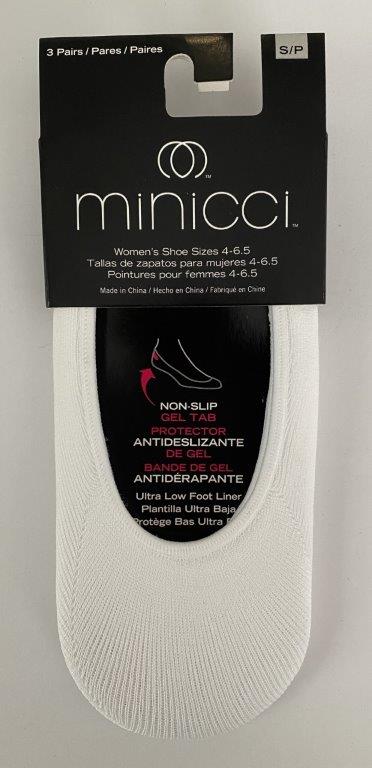 3 Pairs / Pares / Paires
S/P
minicci™
Women's Shoe Sizes 4-6.5
Tallas de zapatos para mujeres 4-6.5
Pointures pour femmes 4-6.5
Made in China / Hecho en China / Fabriqué en Chine
NON-SLIP
GEL TAB
PROTECTOR
ANTIDESLIZANTE
DE GEL
BANDE DE GEL
ANTIDÉRAPANTE
Ultra Low Foot Liner
Plantilla Ultra Baja
Protège Bas Ultra